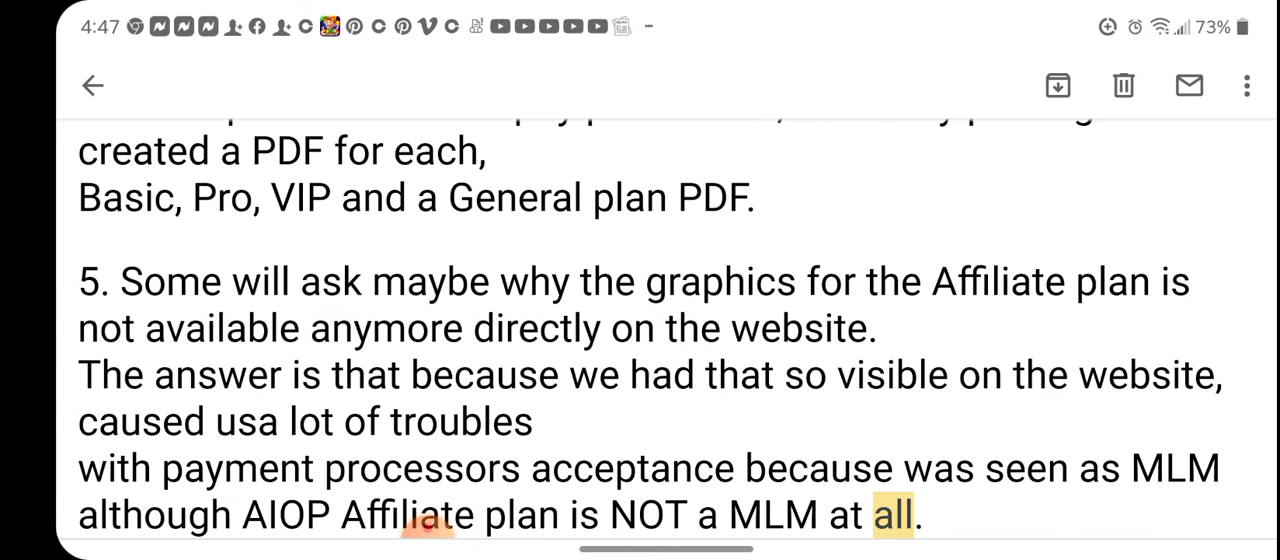 4:47
73%
created a PDF for each,
Basic, Pro, VIP and a General plan PDF.
5. Some will ask maybe why the graphics for the Affiliate plan is
not available anymore directly on the website.
The answer is that because we had that so visible on the website,
caused usa lot of troubles
with payment processors acceptance because was seen as MLM
although AIOP Affiliate plan is NOT a MLM at all.